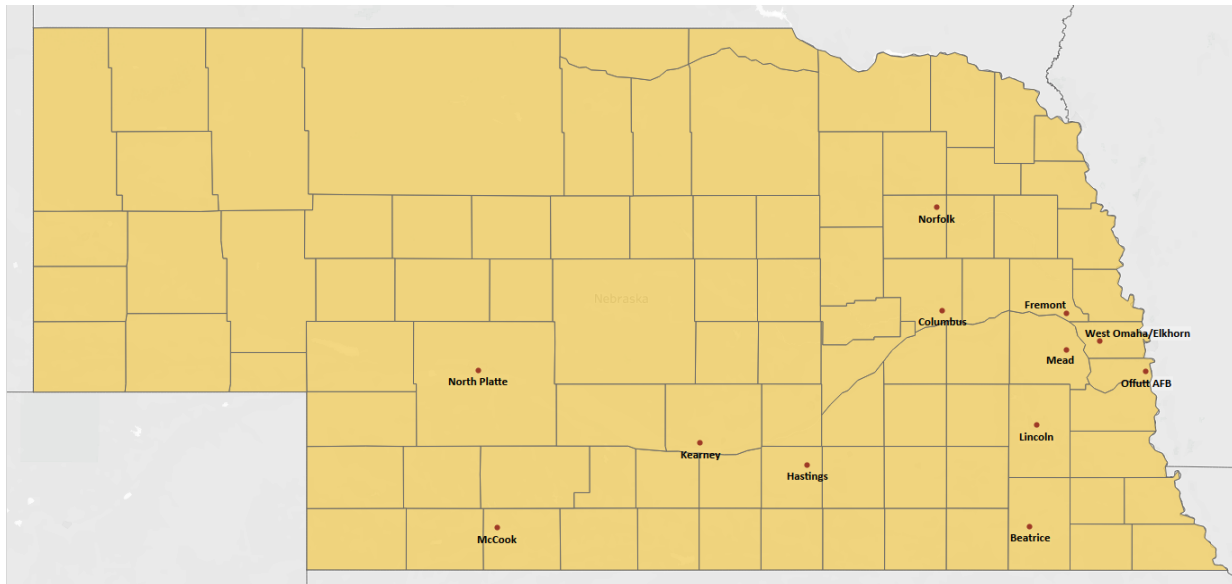 Norfolk
Nebraska
Fremont
Columbus
West Omaha/Elkhorn
Mead
North Platte
Offutt AFB
Lincoln
Kearney
Hastings
McCook
Beatrice